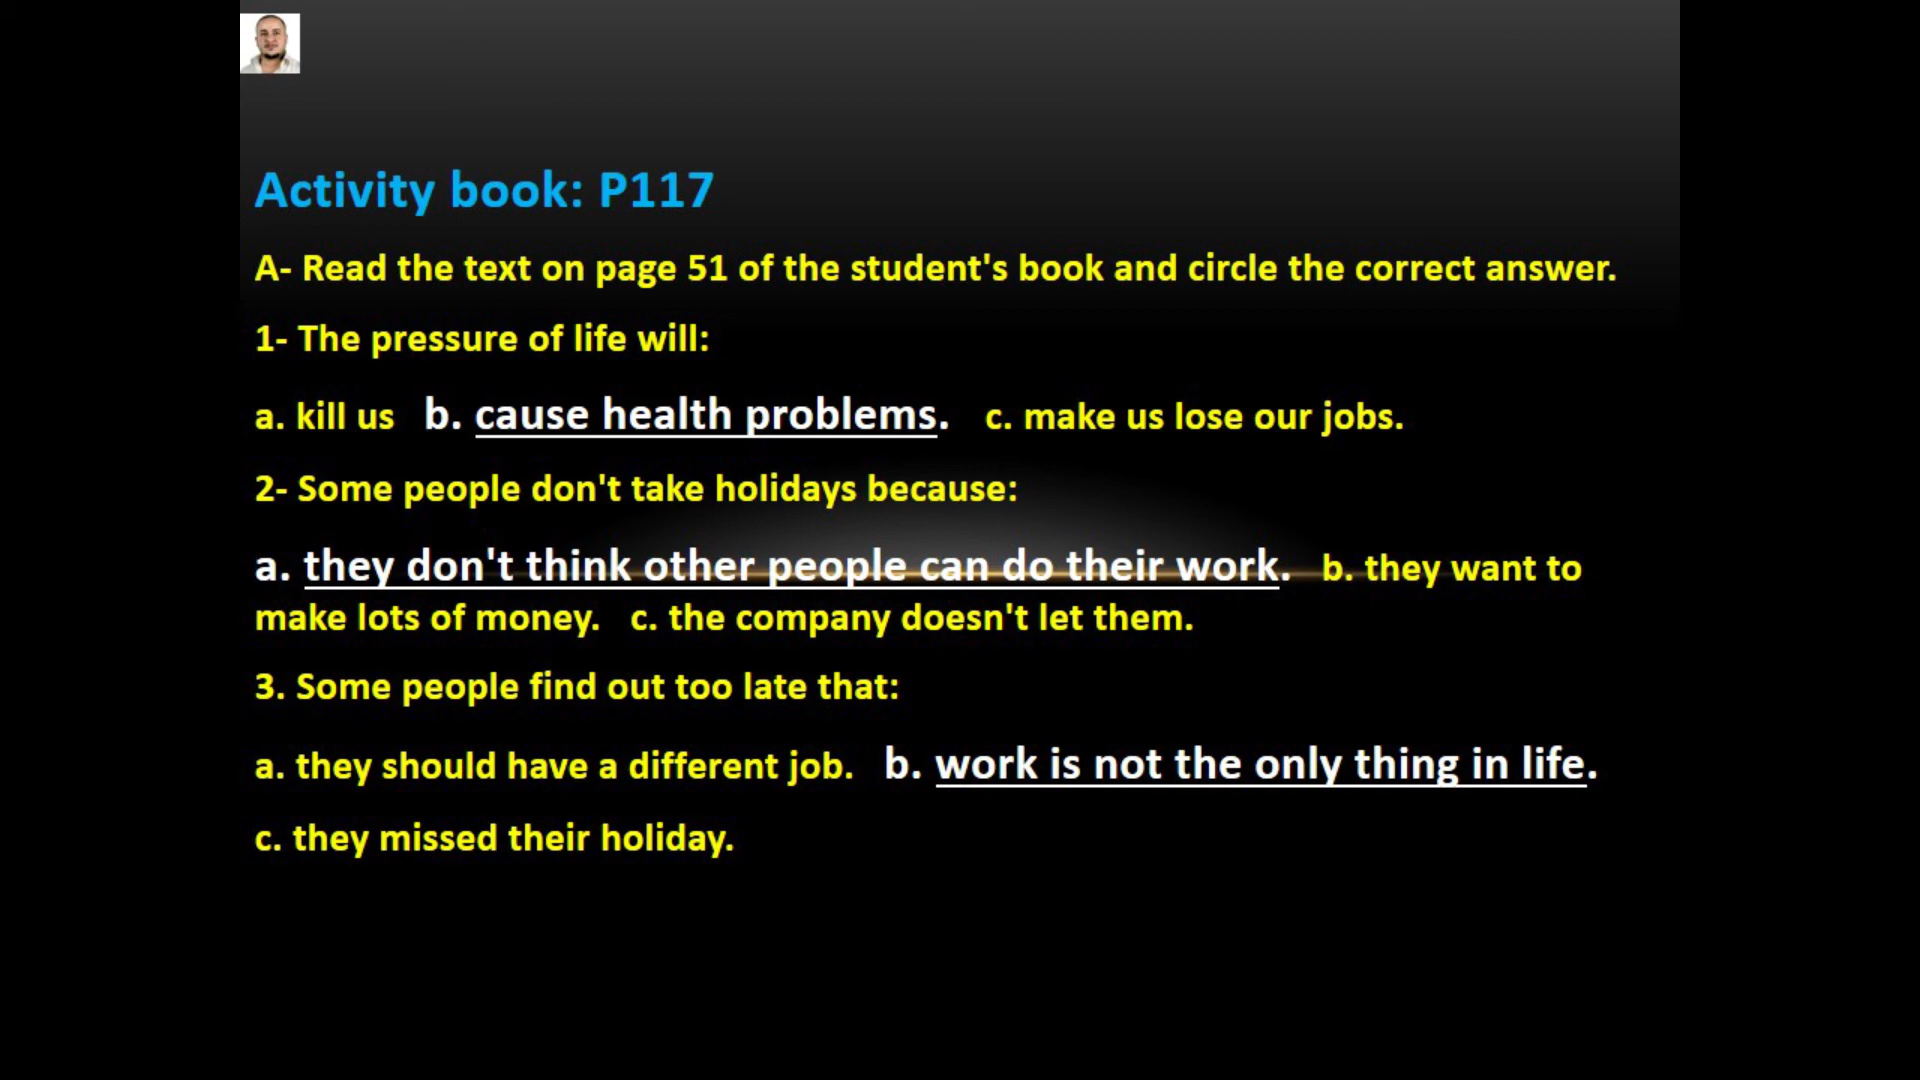 Activity book: P117
A- Read the text on page 51 of the student's book and circle the correct answer.
1- The pressure of life will:
a. kill us b. cause health problems. c. make us lose our jobs.
2- Some people don't take holidays because:
a. they don't think other people can do their work. b. they want to
make lots of money. c. the company doesn't let them.
3. Some people find out too late that:
a. they should have a different job. b. work is not the only thing in life.
c. they missed their holiday.